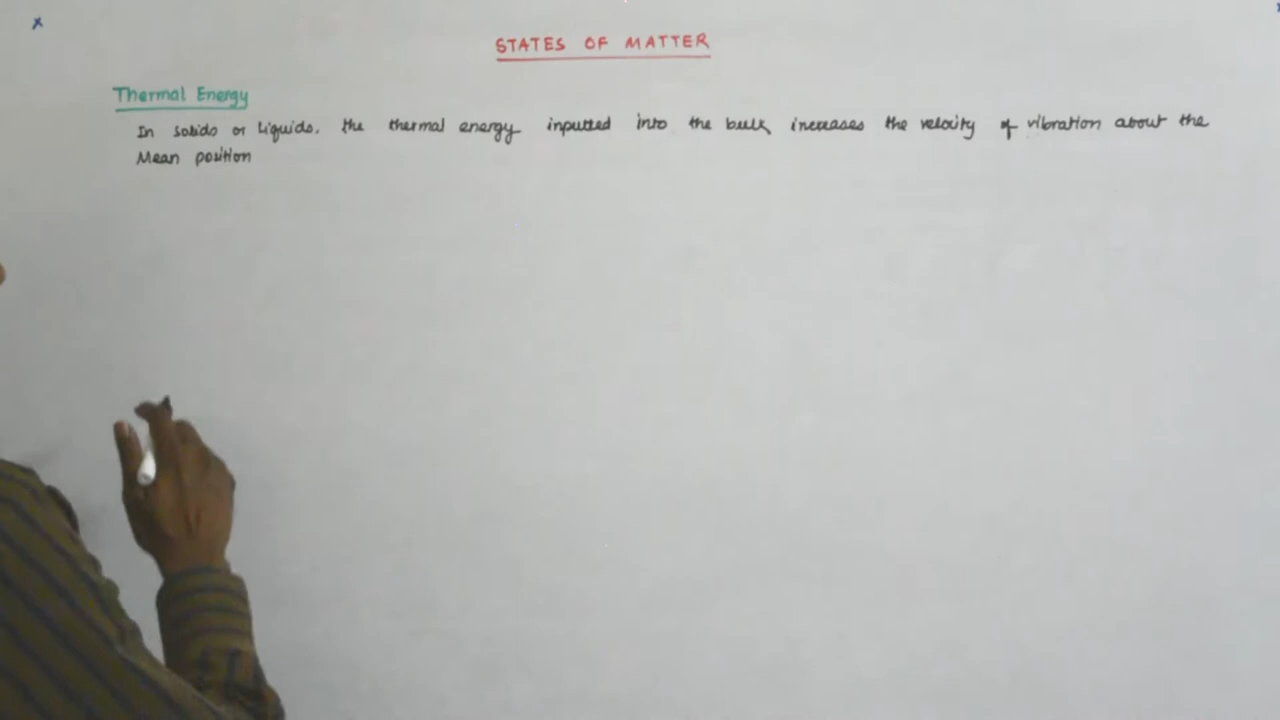 STATES OF MATTER
Thermal Energy
In solids or Liquids, the thermal energy inputted into the bulk increases the velocity of vibration about the
Mean position